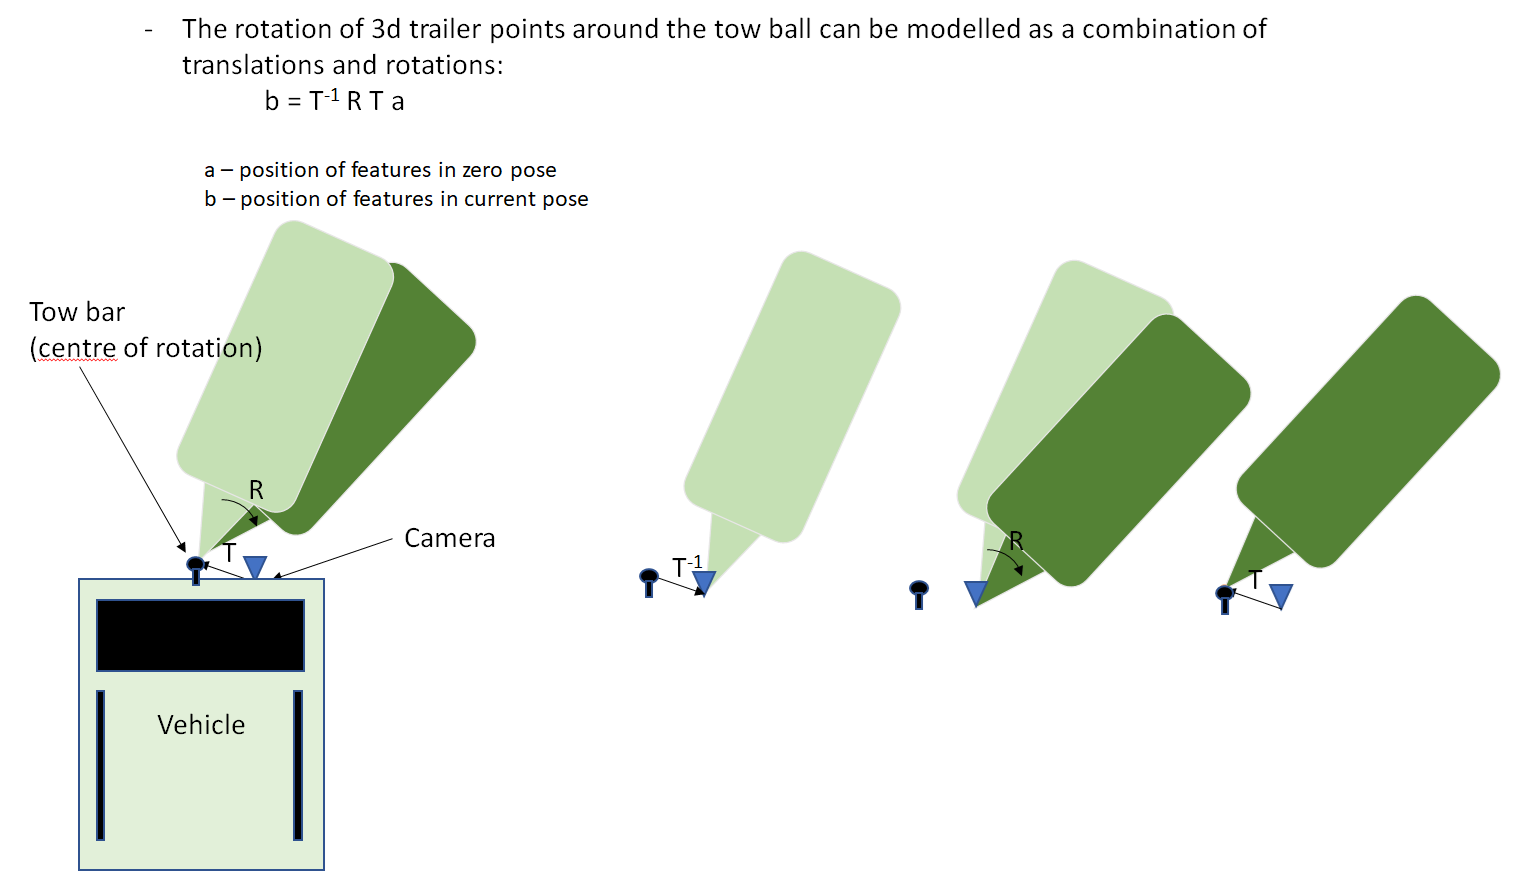 - The rotation of 3d trailer points around the tow ball can be modelled as a combination of
translations and rotations:
b = T⁻¹ R T a
a – position of features in zero pose
b – position of features in current pose
Tow bar
(centre of rotation)
R
T
Camera
Vehicle
T⁻¹
R
T